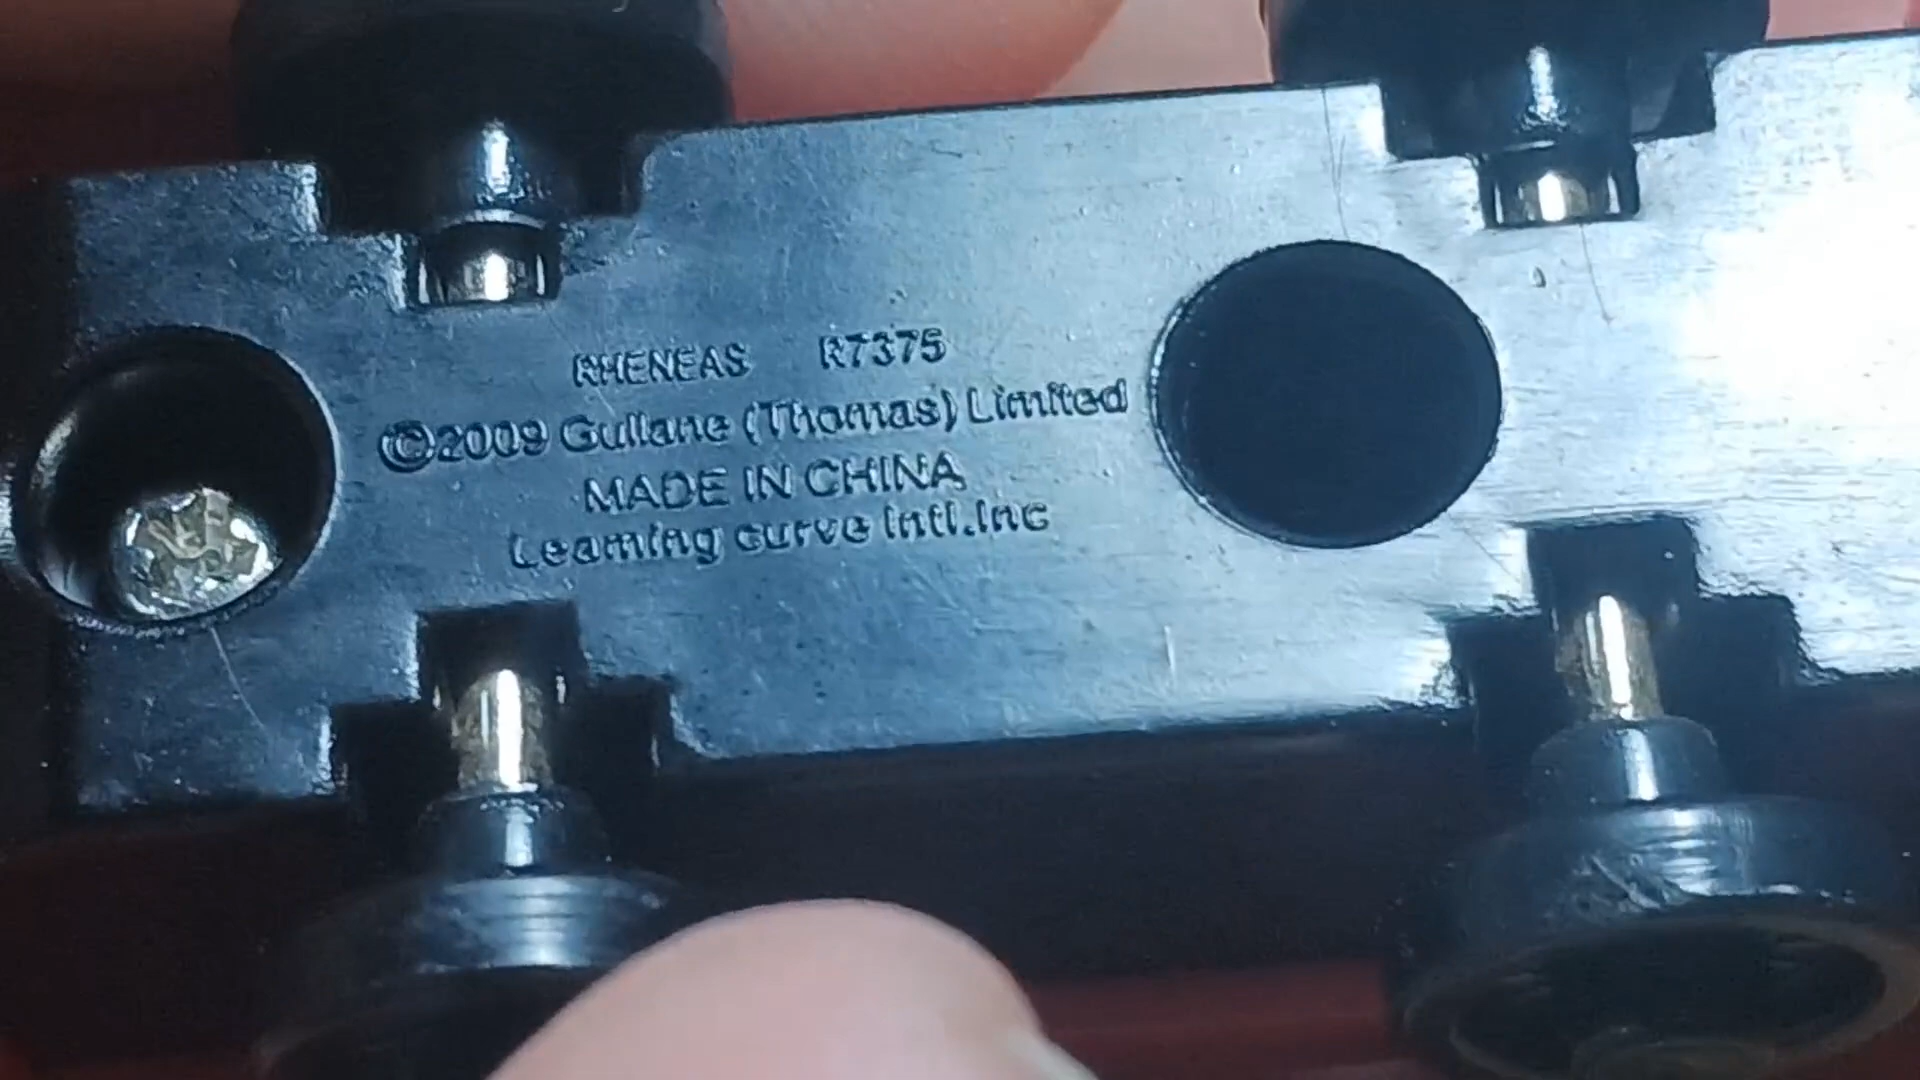 RHENEAS R7375
©2009 Gullane (Thomas) Limited
MADE IN CHINA
Learning curve Intl.Inc